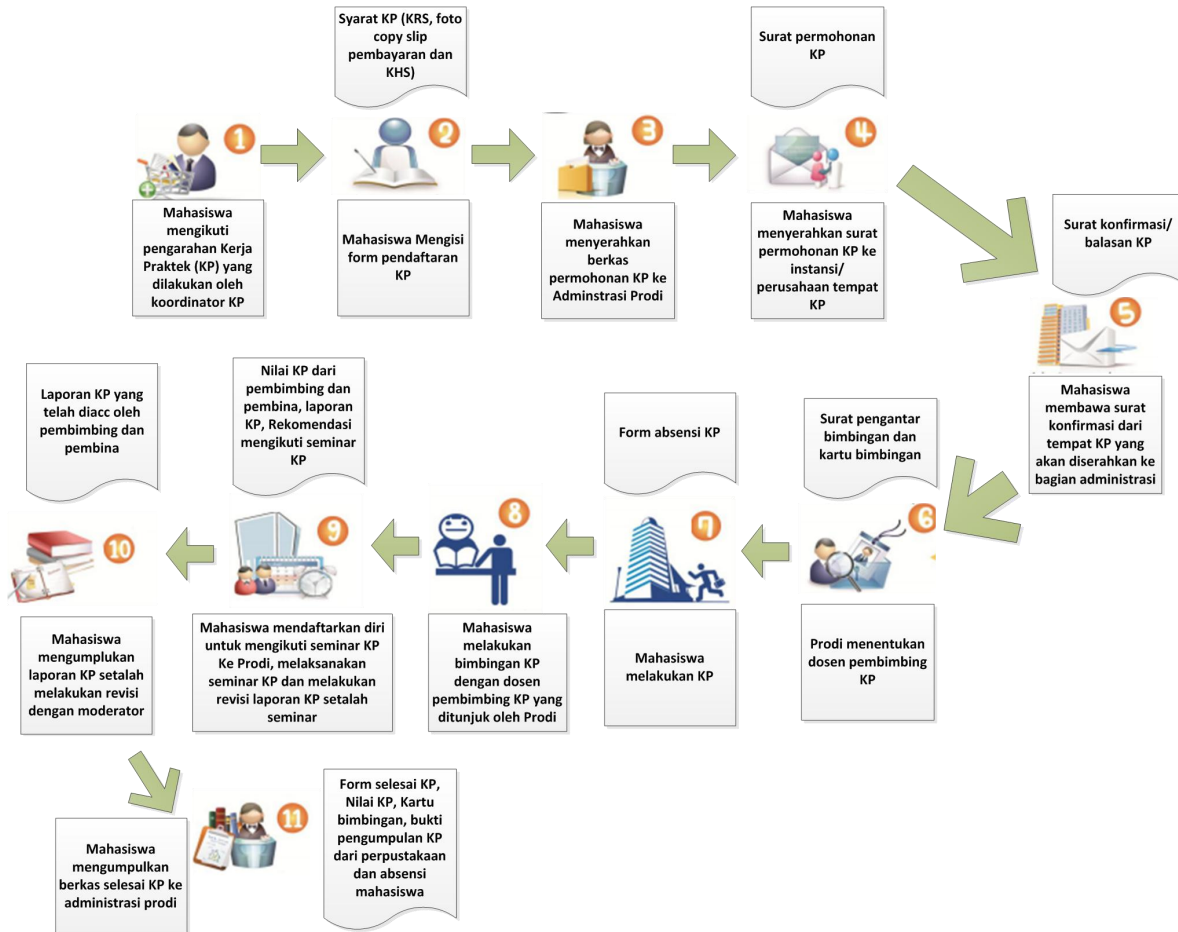 Syarat KP (KRS, foto
copy slip
pembayaran dan
KHS)
Surat permohonan
KP
1
2
3
4
Mahasiswa
mengikuti
pengarahan Kerja
Praktek (KP) yang
dilakukan oleh
koordinator KP
Mahasiswa Mengisi
form pendaftaran
KP
Mahasiswa
menyerahkan
berkas
permohonan KP ke
Adminstrasi Prodi
Mahasiswa
menyerahkan surat
permohonan KP ke
instansi/
perusahaan tempat
KP
Surat konfirmasi/
balasan KP
5
Mahasiswa
membawa surat
konfirmasi dari
tempat KP yang
akan diserahkan ke
bagian administrasi
Surat pengantar
bimbingan dan
kartu bimbingan
6
Prodi menentukan
dosen pembimbing
KP
Form absensi KP
7
Mahasiswa
melakukan KP
8
Mahasiswa
melakukan
bimbingan KP
dengan dosen
pembimbing KP yang
ditunjuk oleh Prodi
Nilai KP dari
pembimbing dan
pembina, laporan
KP, Rekomendasi
mengikuti seminar
KP
9
Mahasiswa mendaftarkan diri
untuk mengikuti seminar KP
Ke Prodi, melaksanakan
seminar KP dan melakukan
revisi laporan KP setalah
seminar
Laporan KP yang
telah diacc oleh
pembimbing dan
pembina
10
Mahasiswa
mengumplukan
laporan KP setalah
melakukan revisi
dengan moderator
11
Mahasiswa
mengumpulkan
berkas selesai KP ke
administrasi prodi
Form selesai KP,
Nilai KP, Kartu
bimbingan, bukti
pengumpulan KP
dari perpustakaan
dan absensi
mahasiswa